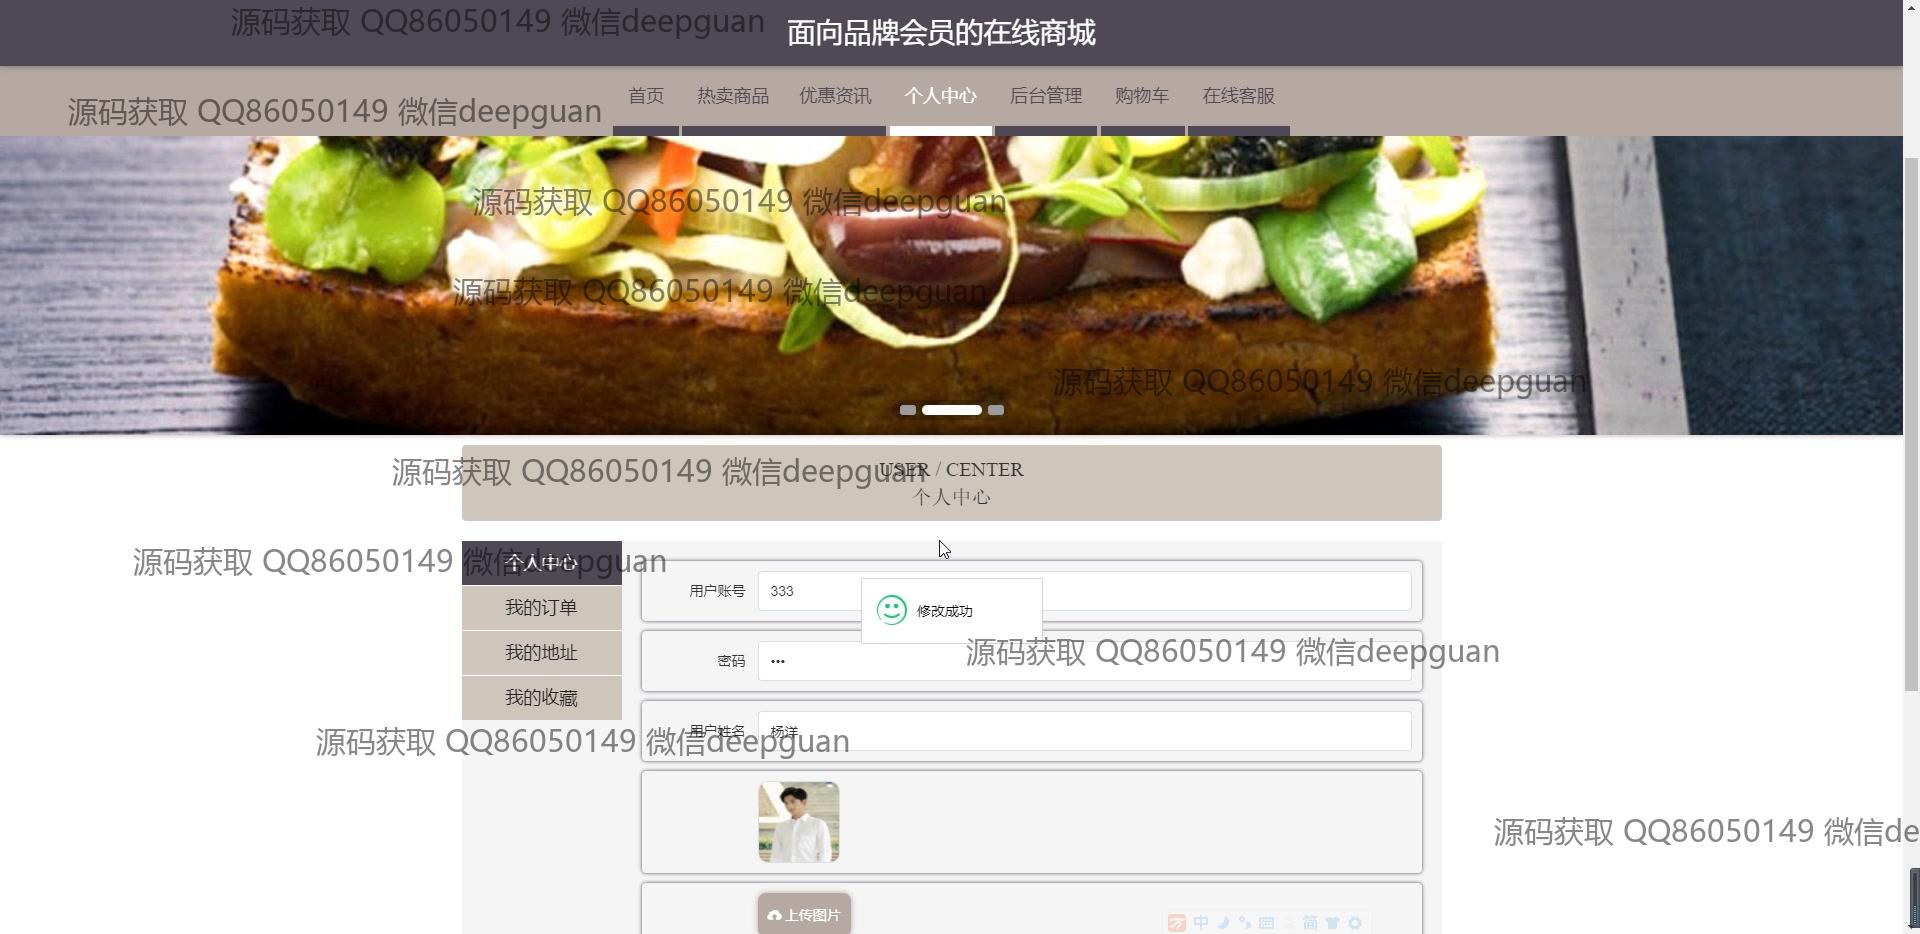 源码获取 QQ86050149 微信deepguan
面向品牌会员的在线商城
源码获取 QQ86050149 微信deepguan
首页 热卖商品 优惠资讯 个人中心 后台管理 购物车 在线客服
源码获取 QQ86050149 微信deepguan
源码获取 QQ86050149 微信deepguan
源码获取 QQ86050149 微信deepguan
源码获取 QQ86050149 微信deepguan
USER / CENTER
个人中心
源码获取 QQ86050149 微信deepguan
个人中心
我的订单
我的地址
我的收藏
用户账号 333
修改成功
密码 •••
源码获取 QQ86050149 微信deepguan
用户姓名 杨洋
源码获取 QQ86050149 微信deepguan
源码获取 QQ86050149 微信de
上传图片
中 简